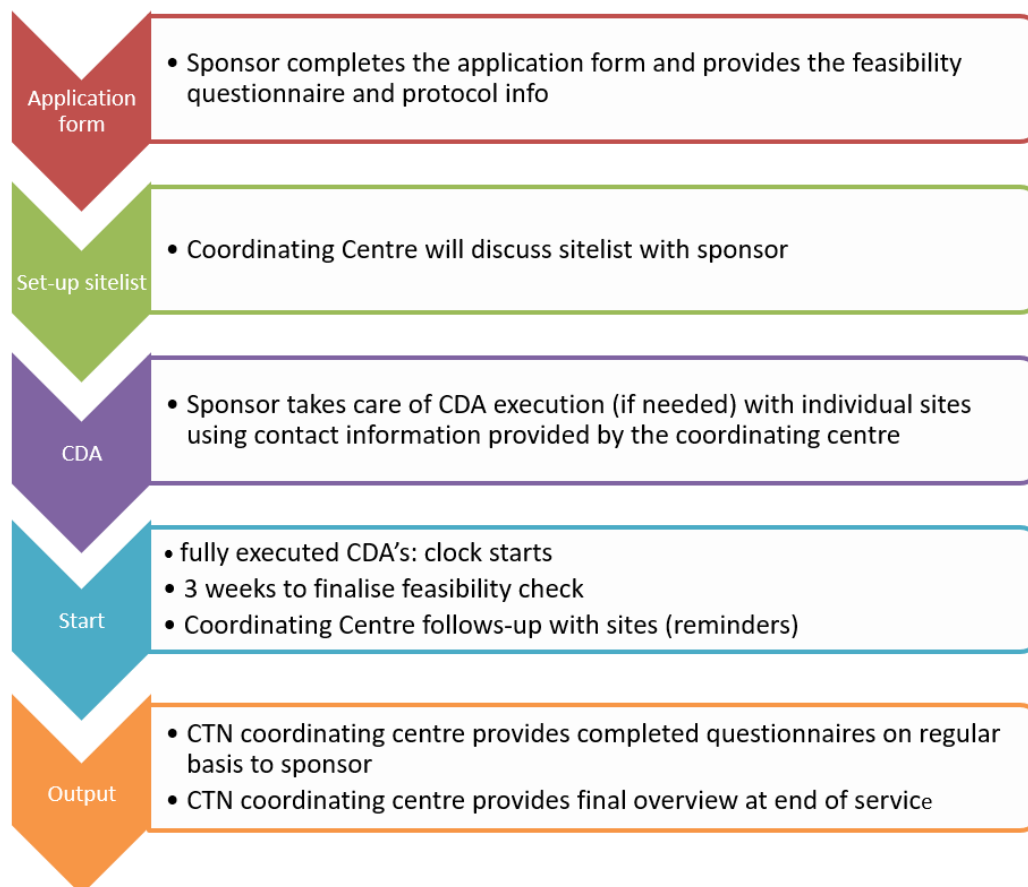 Application
form
• Sponsor completes the application form and provides the feasibility
questionnaire and protocol info
Set-up sitelist
• Coordinating Centre will discuss sitelist with sponsor
CDA
• Sponsor takes care of CDA execution (if needed) with individual sites
using contact information provided by the coordinating centre
Start
• fully executed CDA’s: clock starts
• 3 weeks to finalise feasibility check
• Coordinating Centre follows-up with sites (reminders)
Output
• CTN coordinating centre provides completed questionnaires on regular
basis to sponsor
• CTN coordinating centre provides final overview at end of service